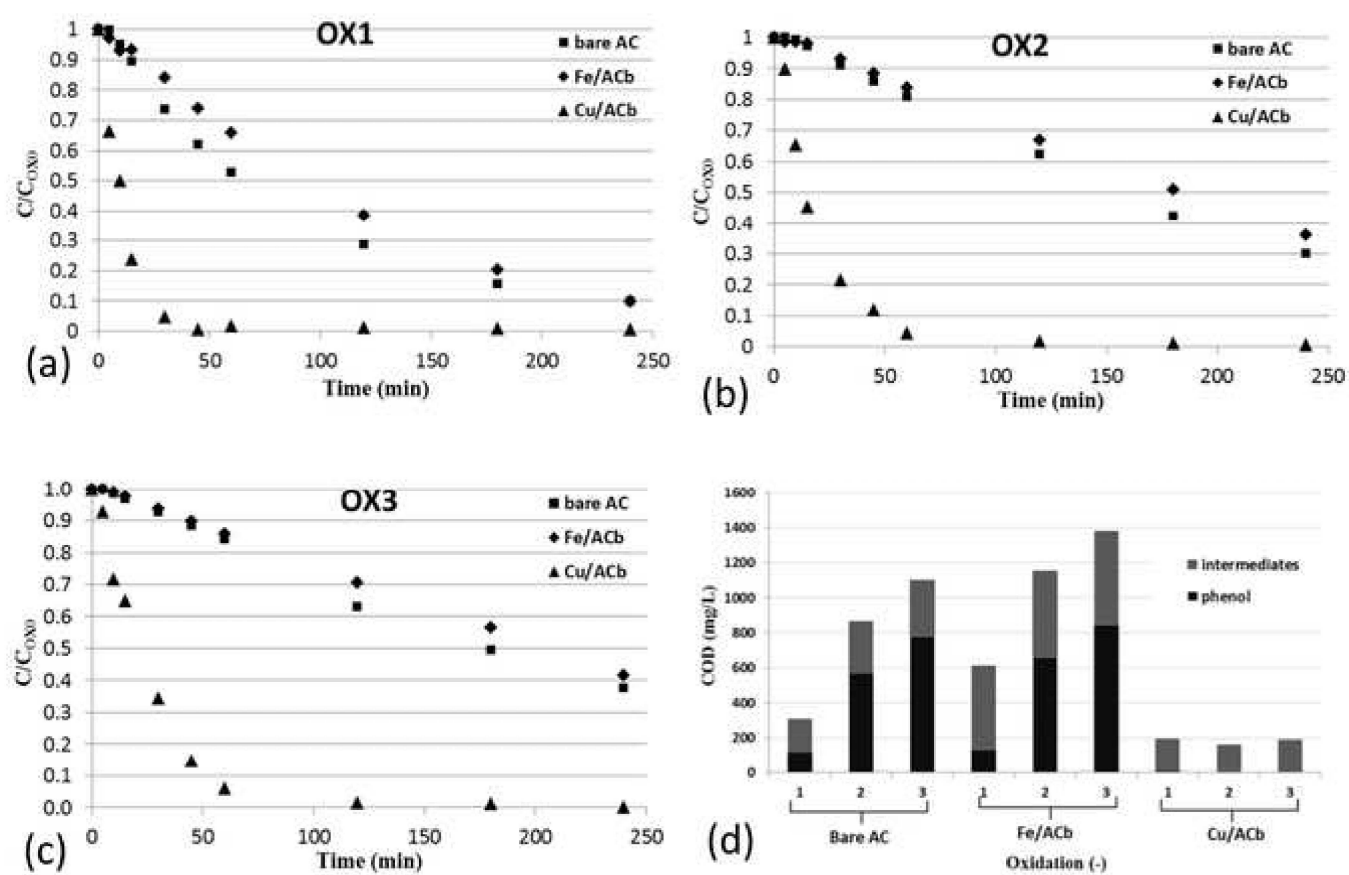 OX1
bare AC
Fe/ACb
Cu/ACb
1
0.9
0.8
0.7
0.6
0.5
0.4
0.3
0.2
0.1
0
C/COX0
0 50 100 150 200 250
Time (min)
(a)
OX2
bare AC
Fe/ACb
Cu/ACb
1
0.9
0.8
0.7
0.6
0.5
0.4
0.3
0.2
0.1
0
C/COX0
0 50 100 150 200 250
Time (min)
(b)
OX3
bare AC
Fe/ACb
Cu/ACb
1.0
0.9
0.8
0.7
0.6
0.5
0.4
0.3
0.2
0.1
0.0
C/COX0
0 50 100 150 200 250
Time (min)
(c)
1600
1400
1200
1000
800
600
400
200
0
COD (mg/L)
intermediates
phenol
1 2 3 1 2 3 1 2 3
Bare AC Fe/ACb Cu/ACb
Oxidation (-)
(d)